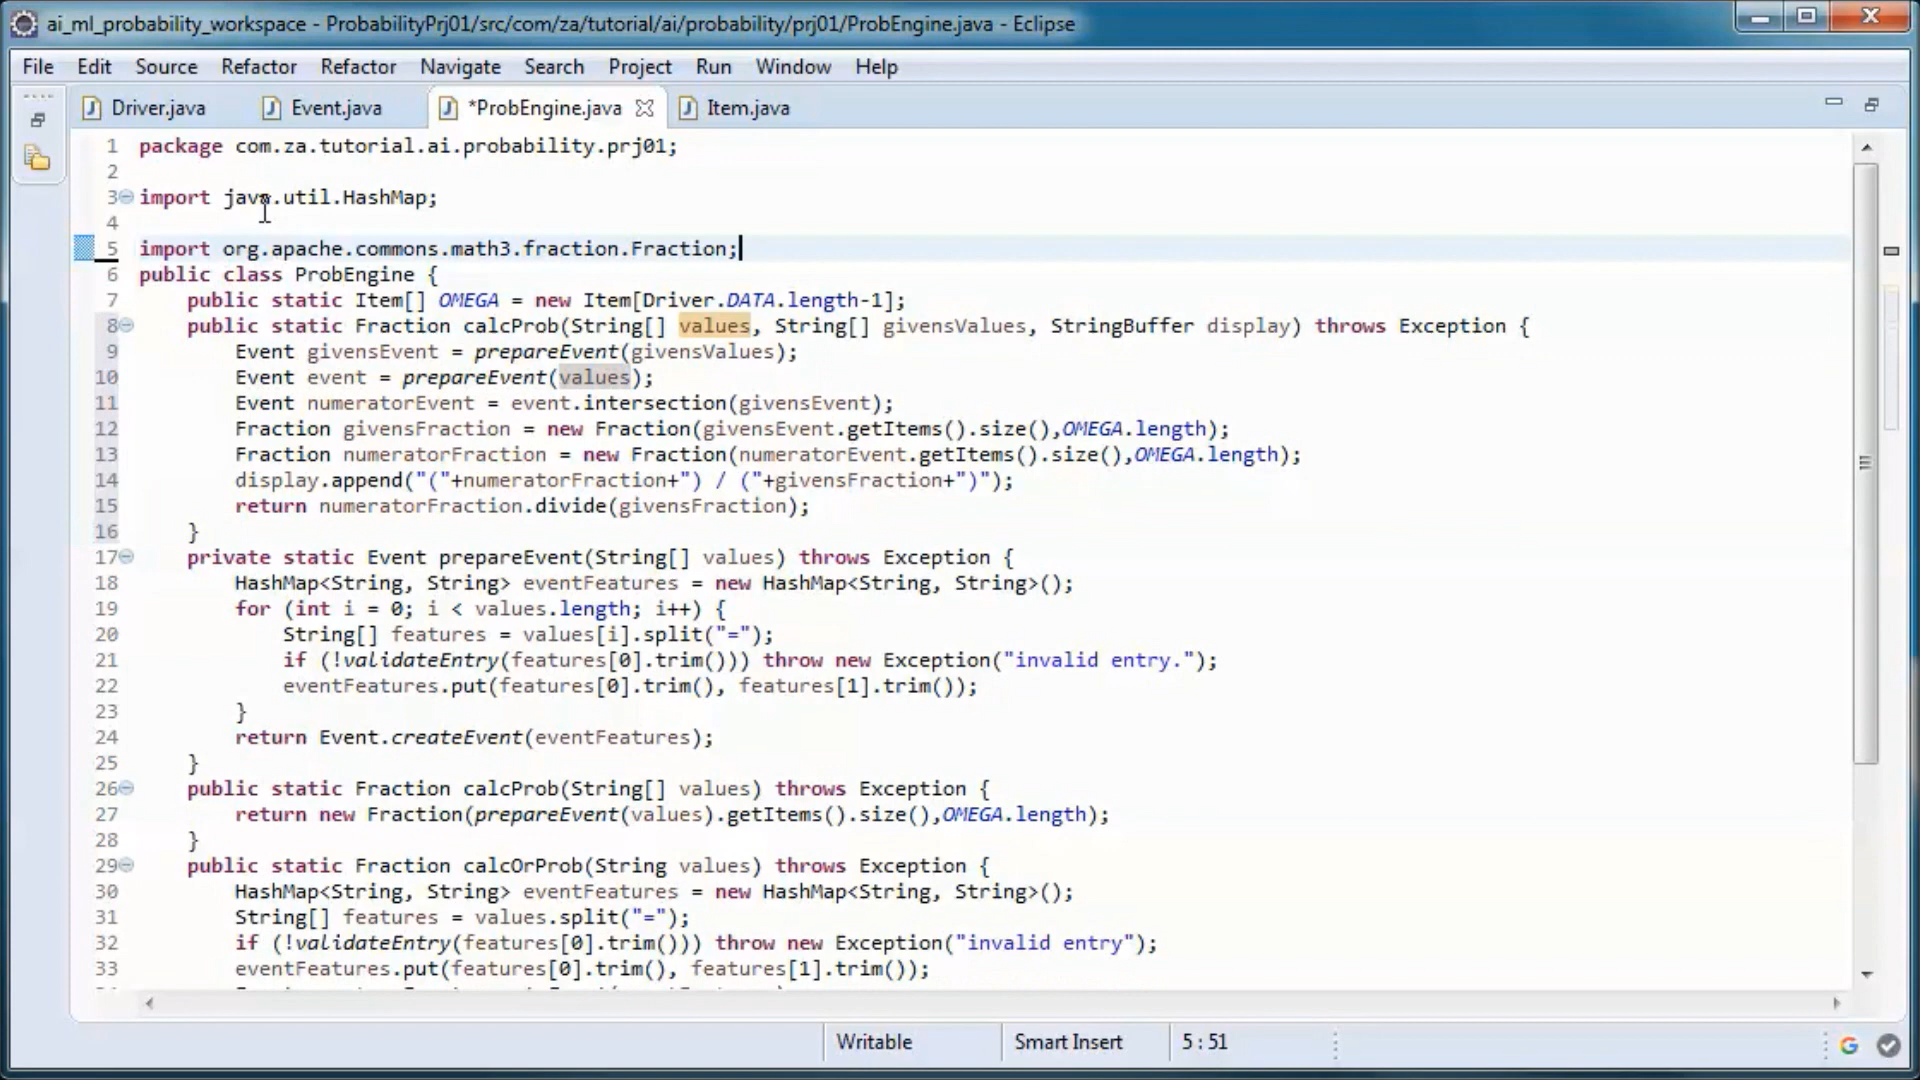 ai_ml_probability_workspace - ProbabilityPrj01/src/com/za/tutorial/ai/probability/prj01/ProbEngine.java - Eclipse
File Edit Source Refactor Refactor Navigate Search Project Run Window Help
Driver.java Event.java *ProbEngine.java Item.java
1 package com.za.tutorial.ai.probability.prj01;
2
3 import java.util.HashMap;
4
5 import org.apache.commons.math3.fraction.Fraction;
6 public class ProbEngine {
7 public static Item[] OMEGA = new Item[Driver.DATA.length-1];
8 public static Fraction calcProb(String[] values, String[] givensValues, StringBuffer display) throws Exception {
9 Event givensEvent = prepareEvent(givensValues);
10 Event event = prepareEvent(values);
11 Event numeratorEvent = event.intersection(givensEvent);
12 Fraction givensFraction = new Fraction(givensEvent.getItems().size(),OMEGA.length);
13 Fraction numeratorFraction = new Fraction(numeratorEvent.getItems().size(),OMEGA.length);
14 display.append("("+numeratorFraction+") / ("+givensFraction+")");
15 return numeratorFraction.divide(givensFraction);
16 }
17 private static Event prepareEvent(String[] values) throws Exception {
18 HashMap<String, String> eventFeatures = new HashMap<String, String>();
19 for (int i = 0; i < values.length; i++) {
20 String[] features = values[i].split("=");
21 if (!validateEntry(features[0].trim())) throw new Exception("invalid entry.");
22 eventFeatures.put(features[0].trim(), features[1].trim());
23 }
24 return Event.createEvent(eventFeatures);
25 }
26 public static Fraction calcProb(String[] values) throws Exception {
27 return new Fraction(prepareEvent(values).getItems().size(),OMEGA.length);
28 }
29 public static Fraction calcOrProb(String values) throws Exception {
30 HashMap<String, String> eventFeatures = new HashMap<String, String>();
31 String[] features = values.split("=");
32 if (!validateEntry(features[0].trim())) throw new Exception("invalid entry");
33 eventFeatures.put(features[0].trim(), features[1].trim());
Writable Smart Insert 5 : 51